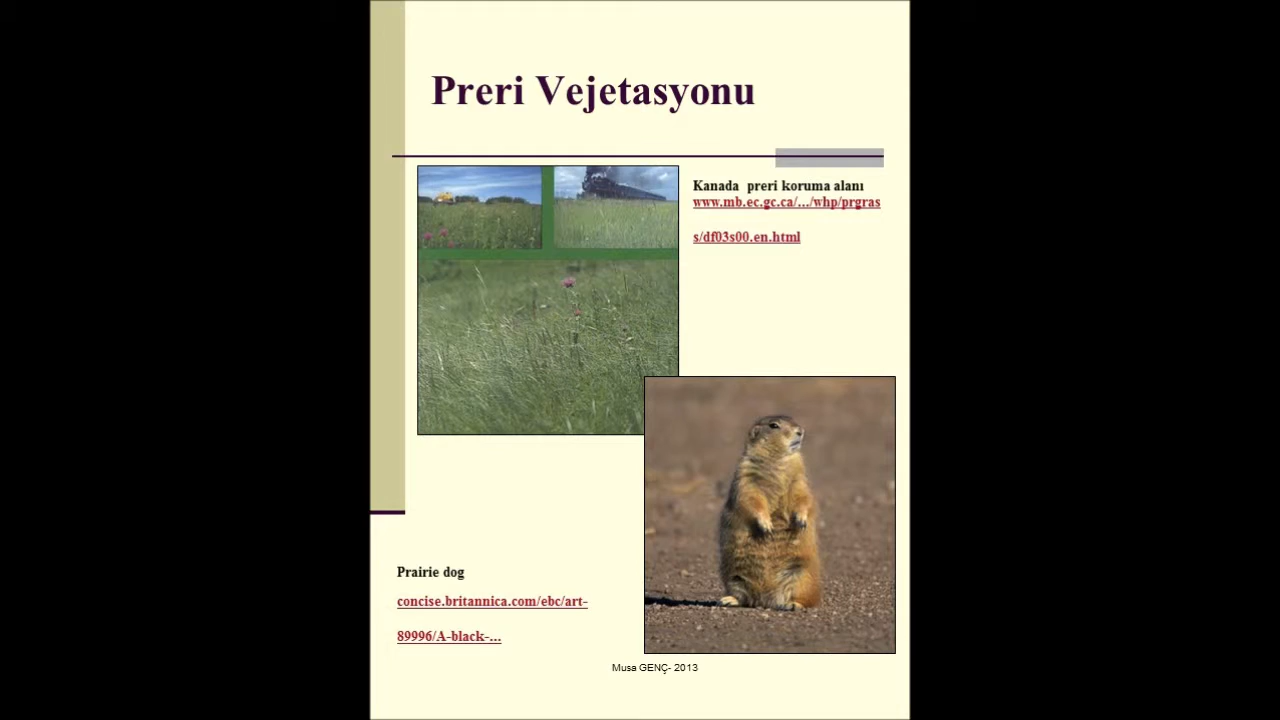 Preri Vejetasyonu
Kanada preri koruma alanı
www.mb.ec.gc.ca/.../whp/prgras
s/df03s00.en.html
Prairie dog
concise.britannica.com/ebc/art-
89996/A-black-...
Musa GENÇ- 2013